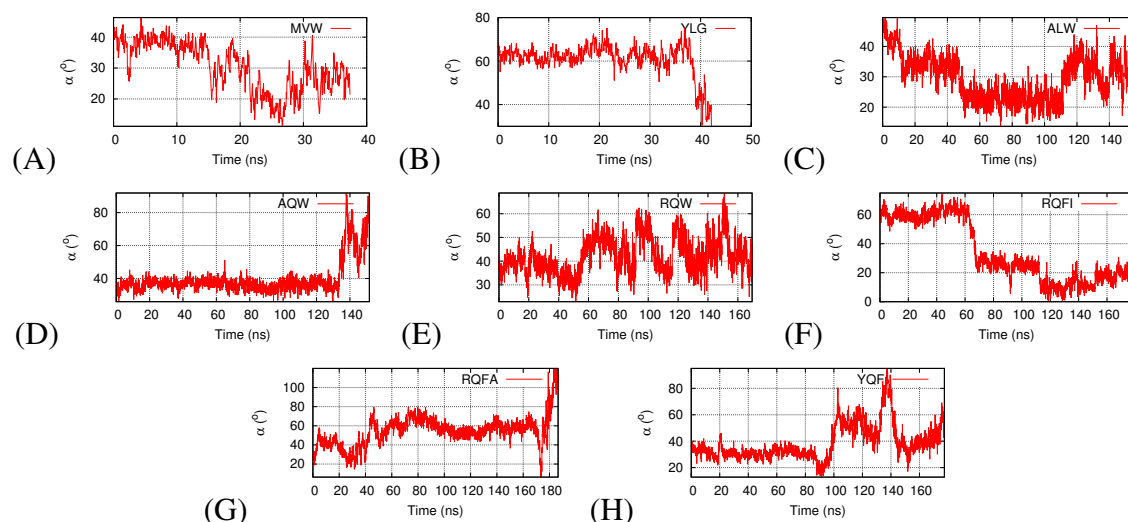 MVW
α (°)
40
30
20
0 10 20 30 40
Time (ns)
(A)
YLG
α (°)
80
60
40
0 10 20 30 40 50
Time (ns)
(B)
ALW
α (°)
40
30
20
0 20 40 60 80 100 120 140
Time (ns)
(C)
AQW
α (°)
80
60
40
0 20 40 60 80 100 120 140
Time (ns)
(D)
RQW
α (°)
60
50
40
30
0 20 40 60 80 100 120 140 160
Time (ns)
(E)
RQFI
α (°)
60
40
20
0
0 20 40 60 80 100 120 140 160
Time (ns)
(F)
RQFA
α (°)
100
80
60
40
20
0 20 40 60 80 100 120 140 160 180
Time (ns)
(G)
YQF
α (°)
80
60
40
20
0 20 40 60 80 100 120 140 160
Time (ns)
(H)